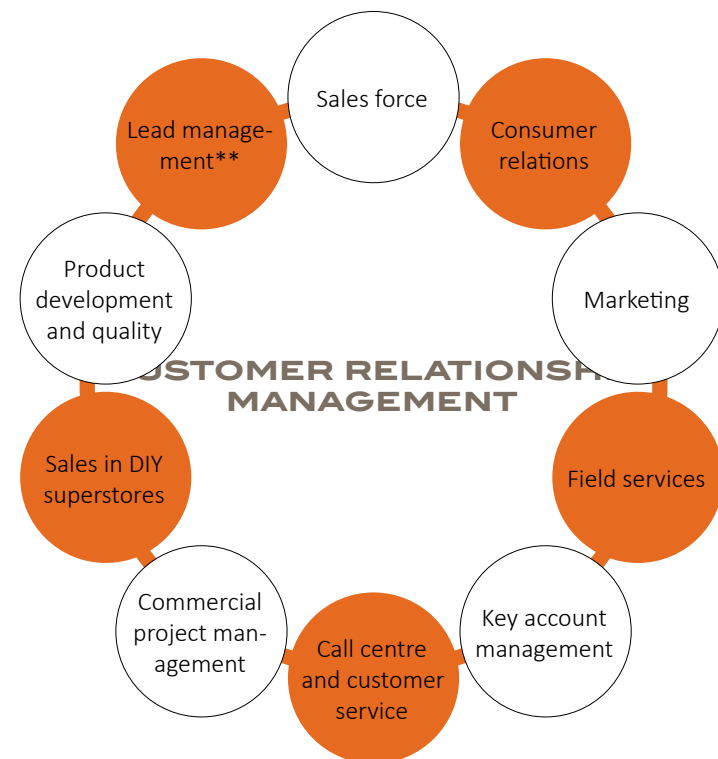 Sales force
Lead manage-
ment**
Consumer
relations
Product
development
and quality
Marketing
USTOMER RELATIONSH
MANAGEMENT
Sales in DIY
superstores
Field services
Commercial
project man-
agement
Key account
management
Call centre
and customer
service